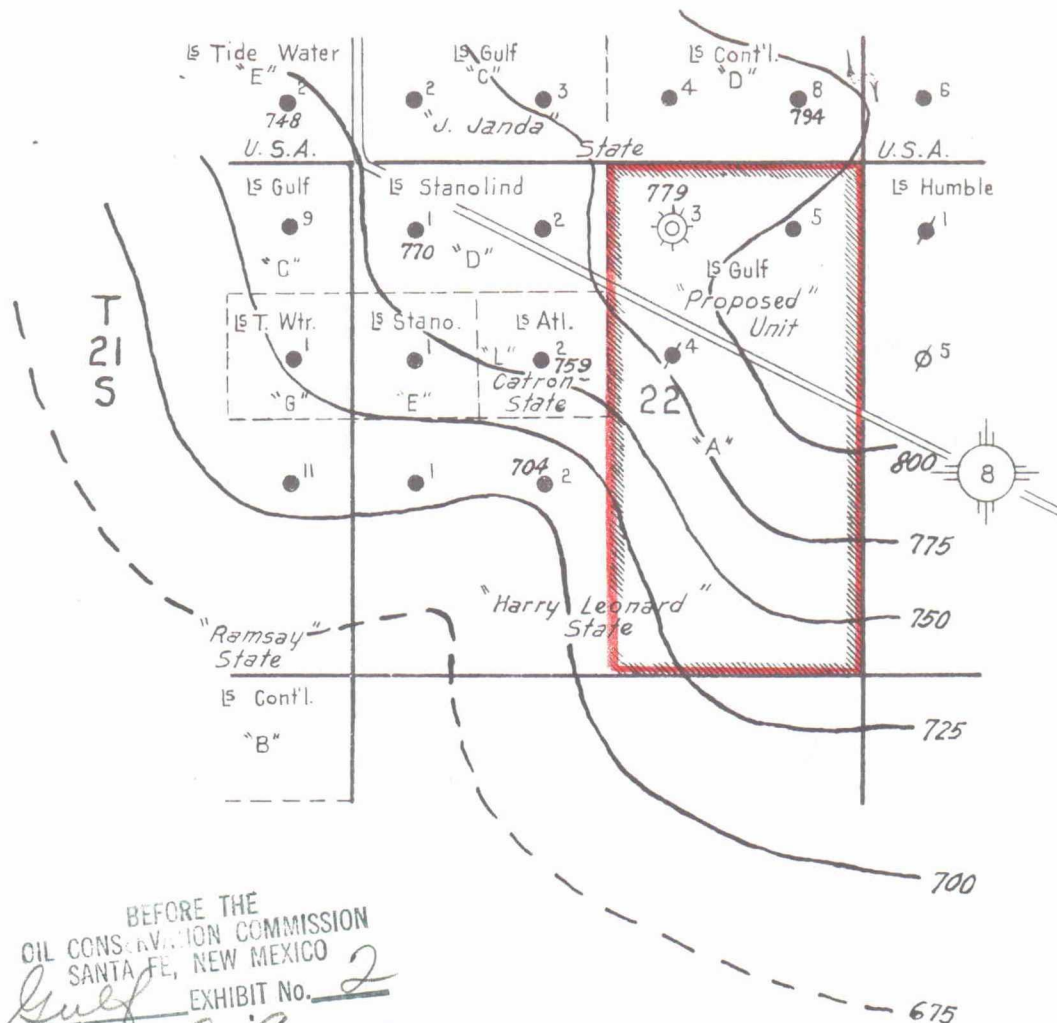 Ls Tide Water
"E"
Ls Gulf
"C"
Ls Cont'l.
"D"
2
748
2
3
4
8
794
6
"J. Janda"
U.S.A.
State
U.S.A.
Ls Gulf
Ls Stanolind
Ls Humble
9
1
770
2
779
3
5
1
"C"
"D"
Ls Gulf
"Proposed"
Unit
T
21
S
Ls T. Wtr.
Ls Stano.
Ls Atl.
1
1
"L"
2
759
4
5
"G"
"E"
Catron-
State
22
"A"
800
8
11
1
704
2
775
"Harry Leonard"
State
750
"Ramsay"
State
Ls Cont'l.
"B"
725
700
675
BEFORE THE
OIL CONSERVATION COMMISSION
SANTA FE, NEW MEXICO
Gulf EXHIBIT No. 2